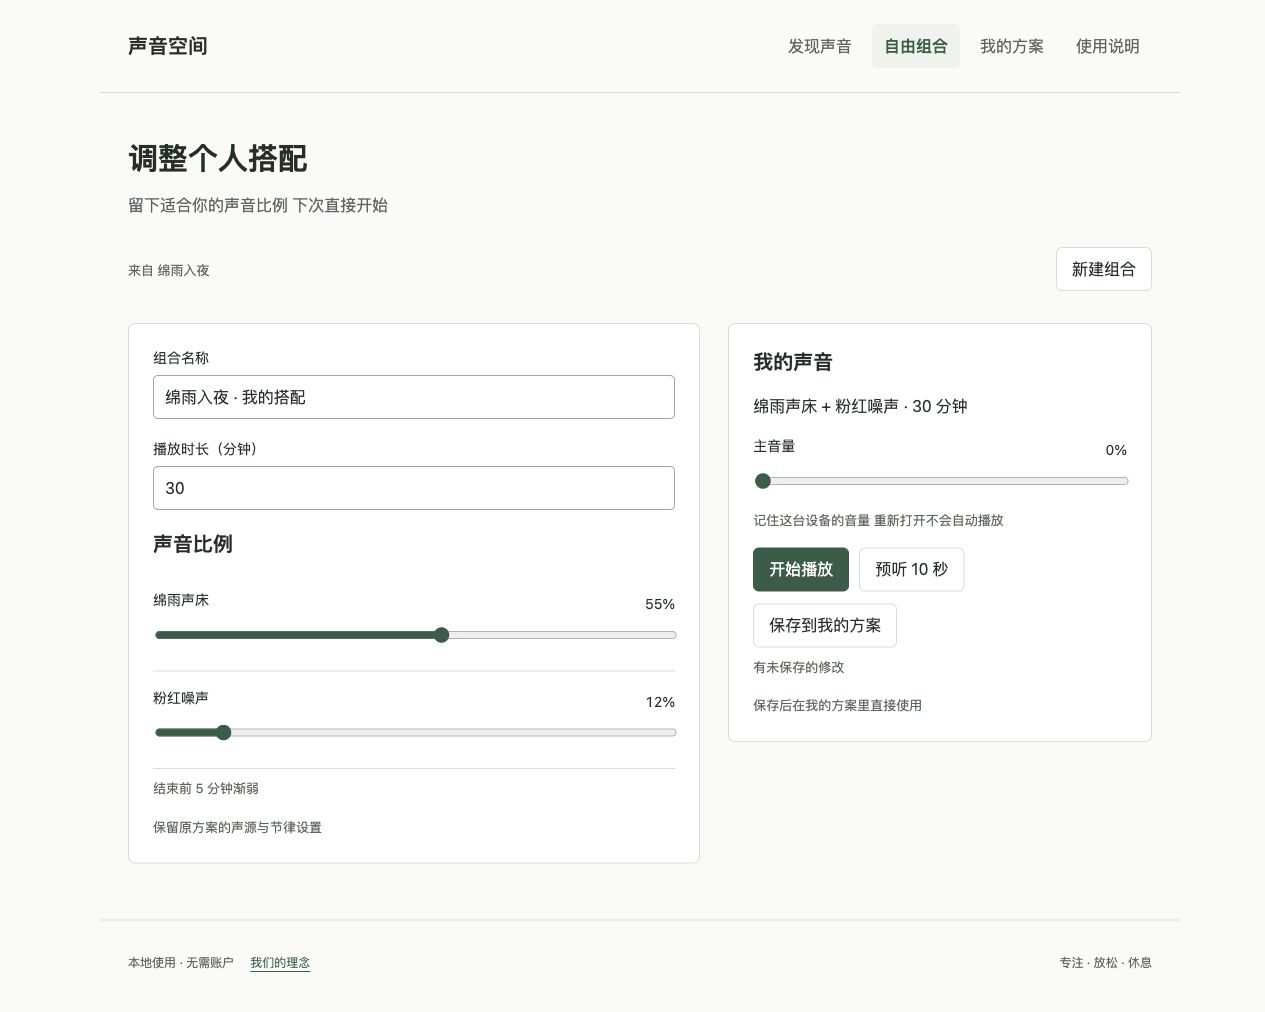 声音空间
发现声音
自由组合
我的方案
使用说明
调整个人搭配
留下适合你的声音比例 下次直接开始
来自 绵雨入夜
新建组合
组合名称
绵雨入夜 · 我的搭配
播放时长（分钟）
30
声音比例
绵雨声床
55%
粉红噪声
12%
结束前 5 分钟渐弱
保留原方案的声源与节律设置
我的声音
绵雨声床 + 粉红噪声 · 30 分钟
主音量
0%
记住这台设备的音量 重新打开不会自动播放
开始播放
预听 10 秒
保存到我的方案
有未保存的修改
保存后在我的方案里直接使用
本地使用 · 无需账户
我们的理念
专注 · 放松 · 休息